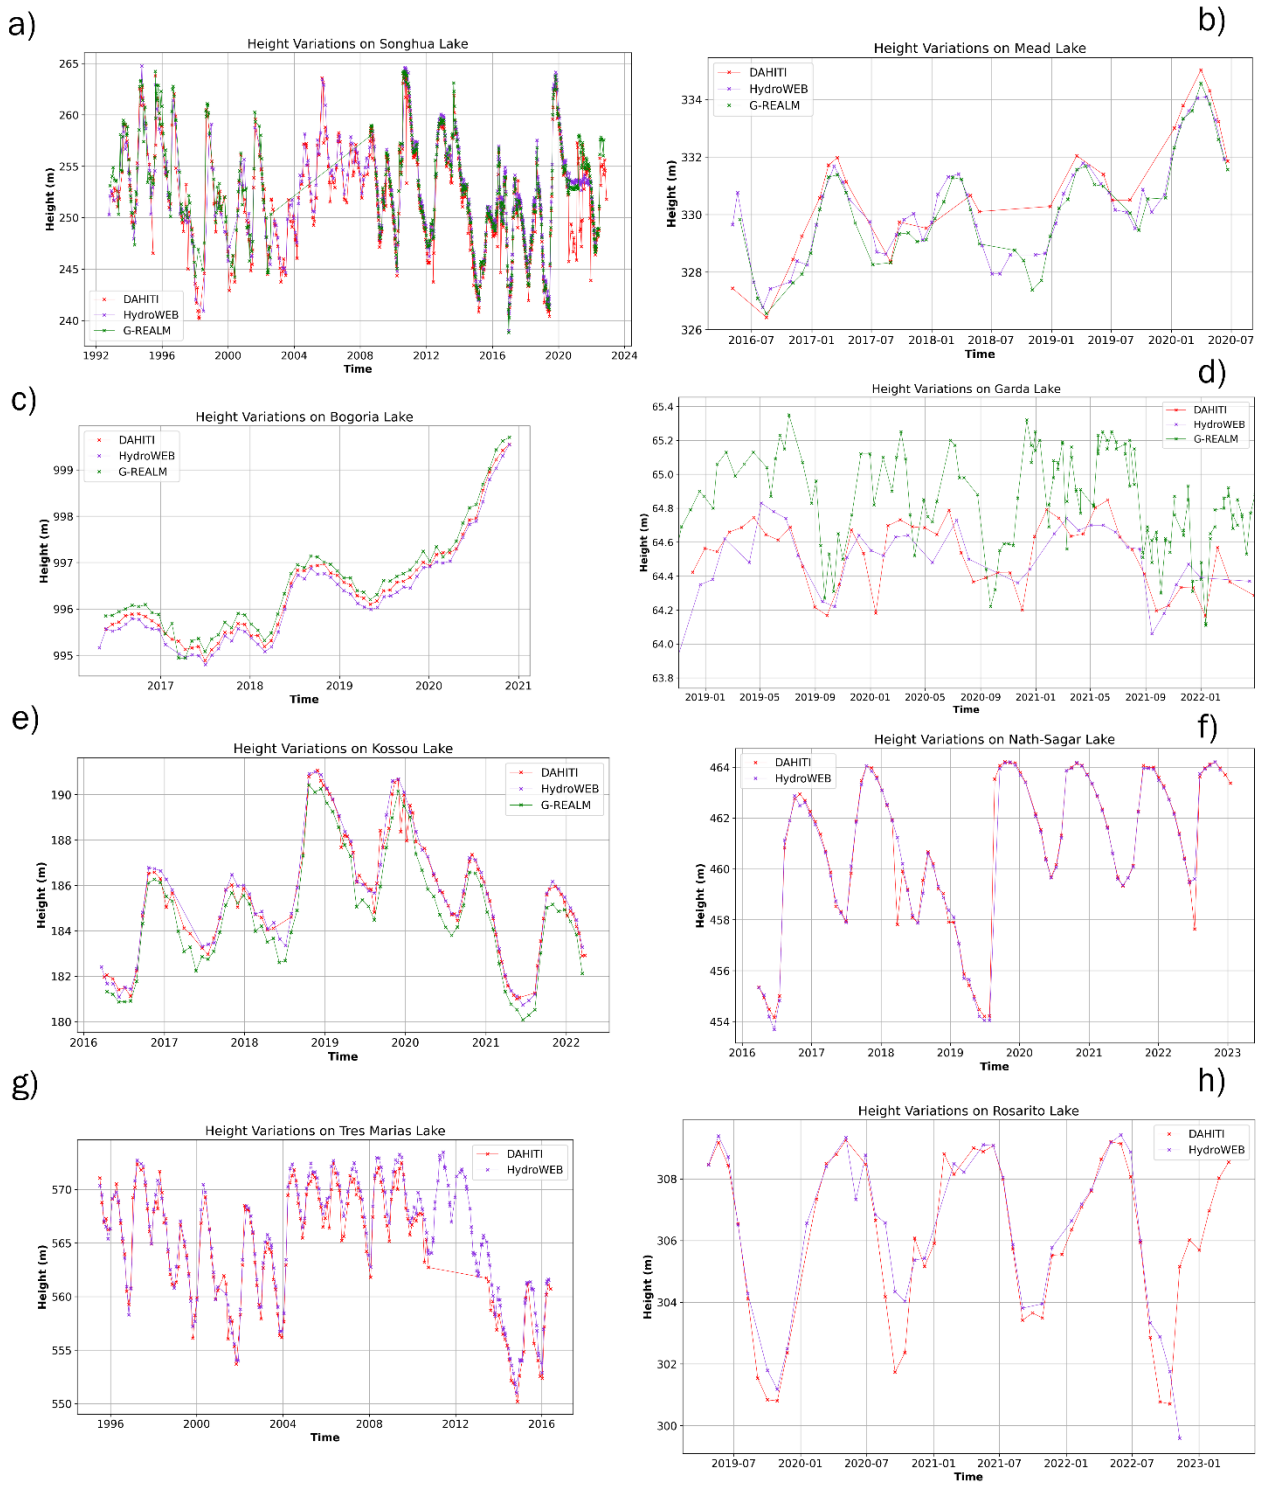 a)
Height Variations on Songhua Lake
265
260
255
250
245
240
Height (m)
DAHITI
HydroWEB
G-REALM
1992 1996 2000 2004 2008 2012 2016 2020 2024
Time
b)
Height Variations on Mead Lake
334
332
330
328
326
Height (m)
DAHITI
HydroWEB
G-REALM
2016-07 2017-01 2017-07 2018-01 2018-07 2019-01 2019-07 2020-01 2020-07
Time
c)
Height Variations on Bogoria Lake
999
998
997
996
995
Height (m)
DAHITI
HydroWEB
G-REALM
2017 2018 2019 2020 2021
Time
d)
Height Variations on Garda Lake
65.4
65.2
65.0
64.8
64.6
64.4
64.2
64.0
63.8
Height (m)
DAHITI
HydroWEB
G-REALM
2019-01 2019-05 2019-09 2020-01 2020-05 2020-09 2021-01 2021-05 2021-09 2022-01
Time
e)
Height Variations on Kossou Lake
190
188
186
184
182
180
Height (m)
DAHITI
HydroWEB
G-REALM
2016 2017 2018 2019 2020 2021 2022
Time
f)
Height Variations on Nath-Sagar Lake
464
462
460
458
456
454
Height (m)
DAHITI
HydroWEB
2016 2017 2018 2019 2020 2021 2022 2023
Time
g)
Height Variations on Tres Marias Lake
570
565
560
555
550
Height (m)
DAHITI
HydroWEB
1996 2000 2004 2008 2012 2016
Time
h)
Height Variations on Rosarito Lake
308
306
304
302
300
Height (m)
DAHITI
HydroWEB
2019-07 2020-01 2020-07 2021-01 2021-07 2022-01 2022-07 2023-01
Time